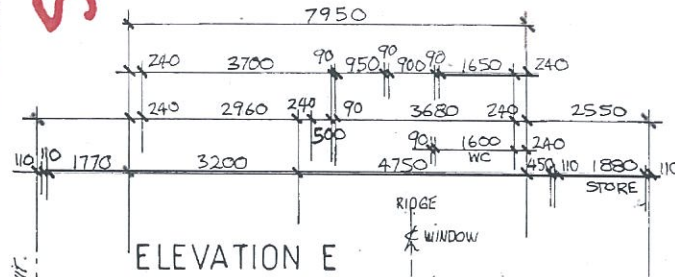 7950
240 3700 90 950 90 900 90 1650 240
240 2960 240 90 3680 240 2550
500
90 1600 240
WC
110 110 1770 3200 4750 450 110 1880 110
STORE
RIDGE
℄ WINDOW
ELEVATION E